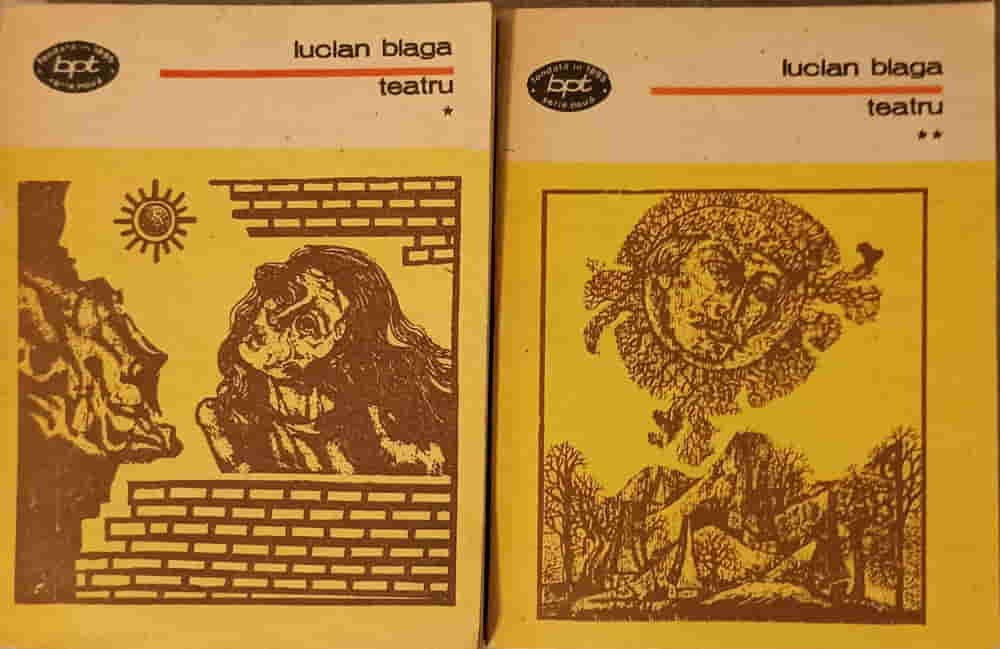 fondată în 1895
bpt
serie nouă
lucian blaga
teatru
*
fondată în 1895
bpt
serie nouă
lucian blaga
teatru
**